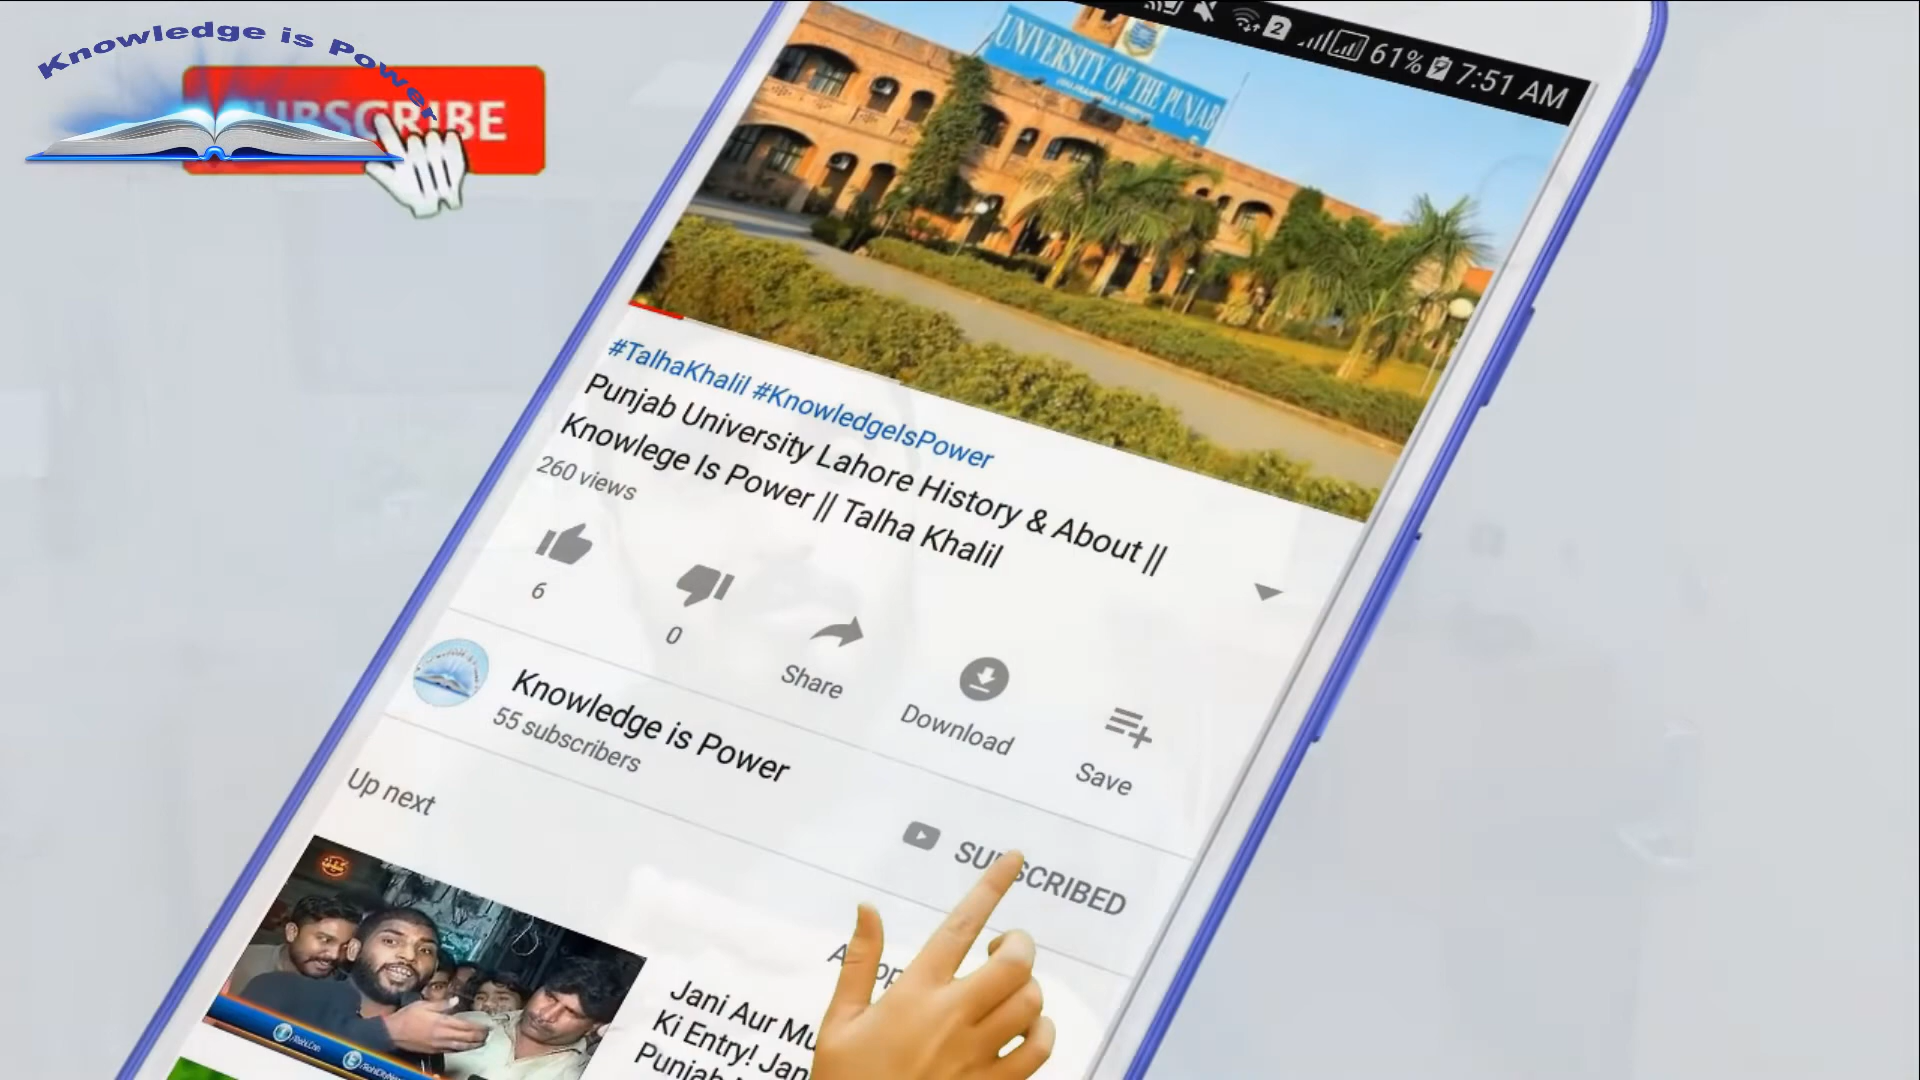 Knowledge is Power
SUBSCRIBE
2 61% 7:51 AM
UNIVERSITY OF THE PUNJAB
#TalhaKhalil #KnowledgeIsPower
Punjab University Lahore History & About ||
Knowlege Is Power || Talha Khalil
260 views
6
0
Share
Download
Save
Knowledge is Power
55 subscribers
SUBSCRIBED
Up next
Jani Aur
Ki Entry!
Punjab